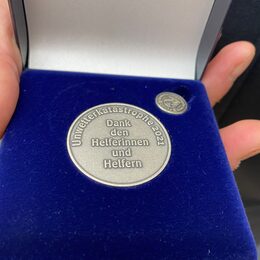 Unwetterkatastrophe 2021
Dank
den
Helferinnen
und
Helfern